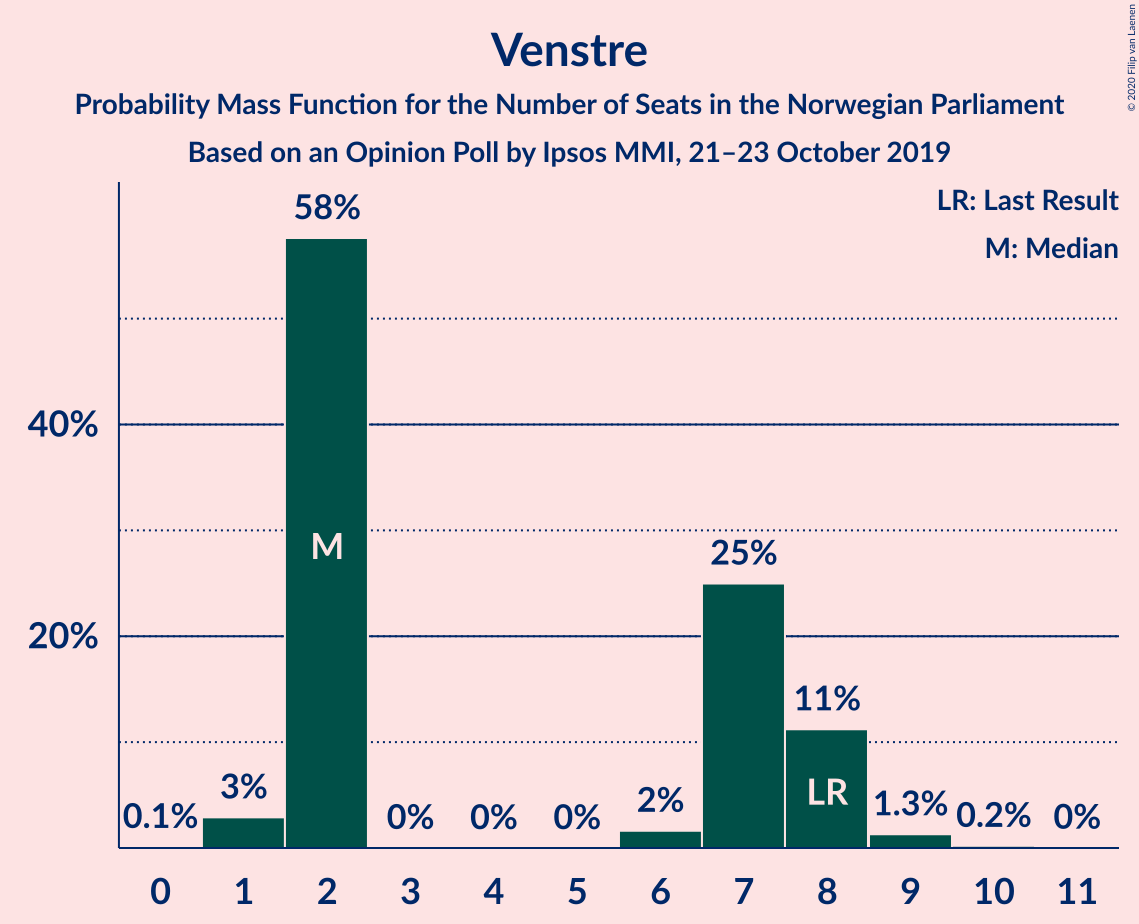 Venstre
Probability Mass Function for the Number of Seats in the Norwegian Parliament
Based on an Opinion Poll by Ipsos MMI, 21–23 October 2019
© 2020 Filip van Laenen
LR: Last Result
M: Median
58%
40%
M
25%
20%
11%
3%
2%
LR
0.1%
0%
0%
0%
1.3%
0.2%
0%
0 1 2 3 4 5 6 7 8 9 10 11